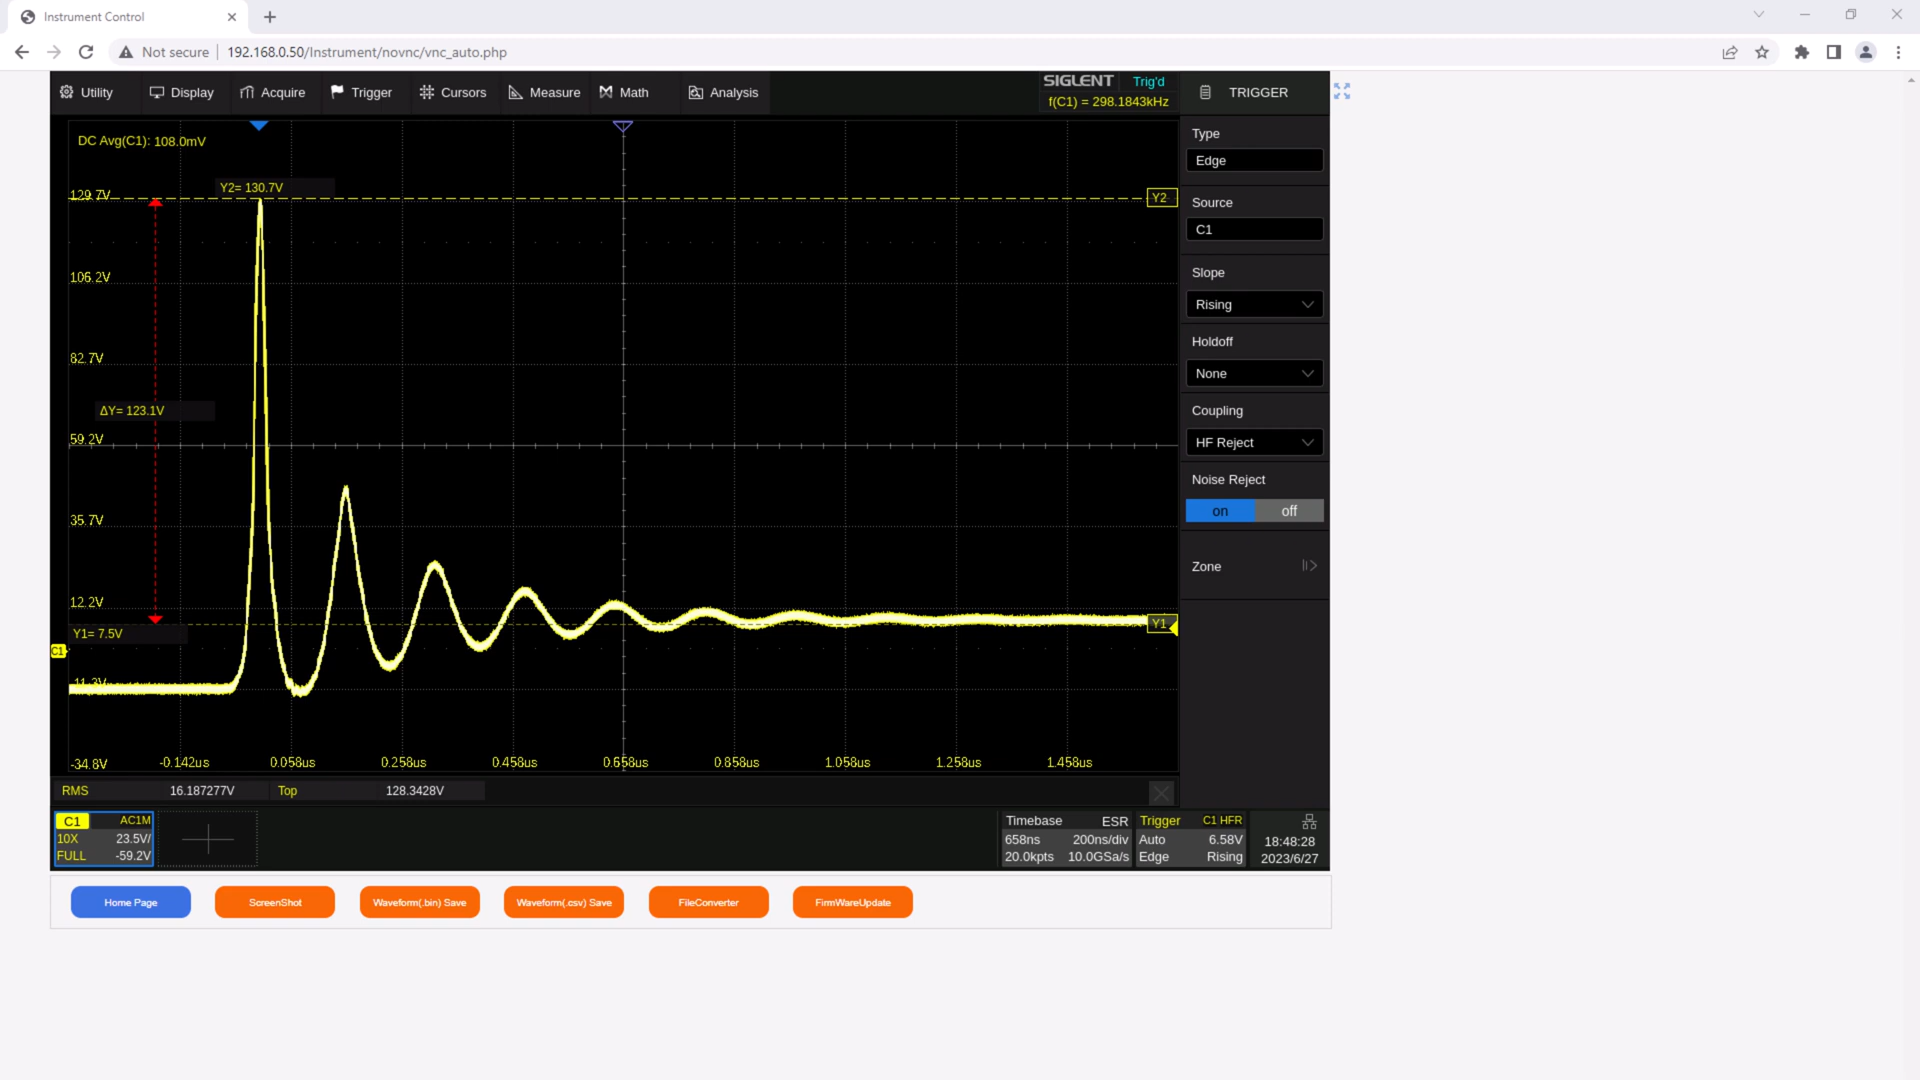 Instrument Control
Not secure 192.168.0.50/Instrument/novnc/vnc_auto.php
Utility Display Acquire Trigger Cursors Measure Math Analysis
SIGLENT Trig'd
f(C1) = 298.1843kHz
TRIGGER
DC Avg(C1): 108.0mV
Y2= 130.7V
129.7V
Y2
106.2V
82.7V
ΔY= 123.1V
59.2V
35.7V
12.2V
Y1= 7.5V
Y1
C1
-11.3V
-34.8V -0.142us 0.058us 0.258us 0.458us 0.658us 0.858us 1.058us 1.258us 1.458us
Type
Edge
Source
C1
Slope
Rising
Holdoff
None
Coupling
HF Reject
Noise Reject
on off
Zone
RMS 16.187277V Top 128.3428V
C1 AC1M
10X 23.5V/
FULL -59.2V
Timebase ESR
658ns 200ns/div
20.0kpts 10.0GSa/s
Trigger C1 HFR
Auto 6.58V
Edge Rising
18:48:28
2023/6/27
Home Page ScreenShot Waveform(.bin) Save Waveform(.csv) Save FileConverter FirmWareUpdate